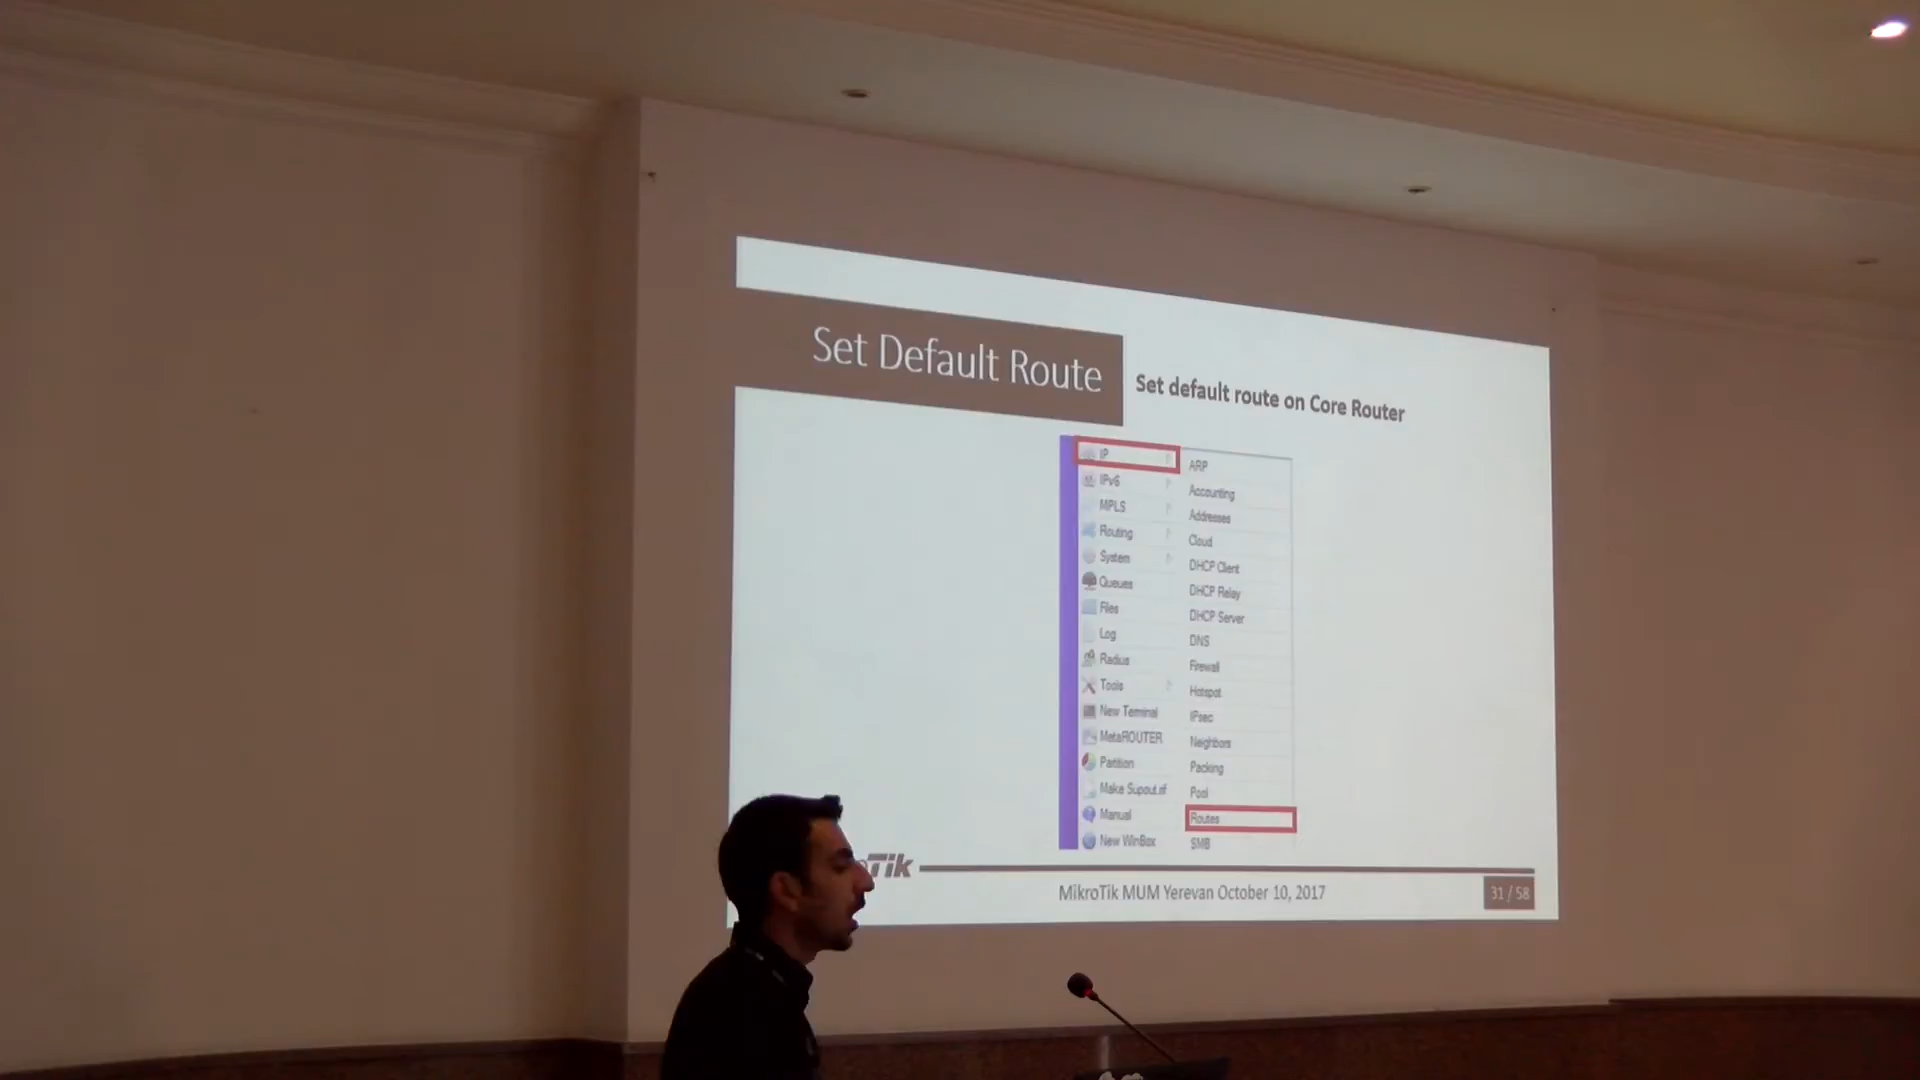 Set Default Route
Set default route on Core Router
IP
IPv6
MPLS
Routing
System
Queues
Files
Log
Radius
Tools
New Terminal
MetaROUTER
Partition
Make Supout.rif
Manual
New WinBox
ARP
Accounting
Addresses
Cloud
DHCP Client
DHCP Relay
DHCP Server
DNS
Firewall
Hotspot
IPsec
Neighbors
Packing
Pool
Routes
SMB
Tik
MikroTik MUM Yerevan October 10, 2017
31 / 58